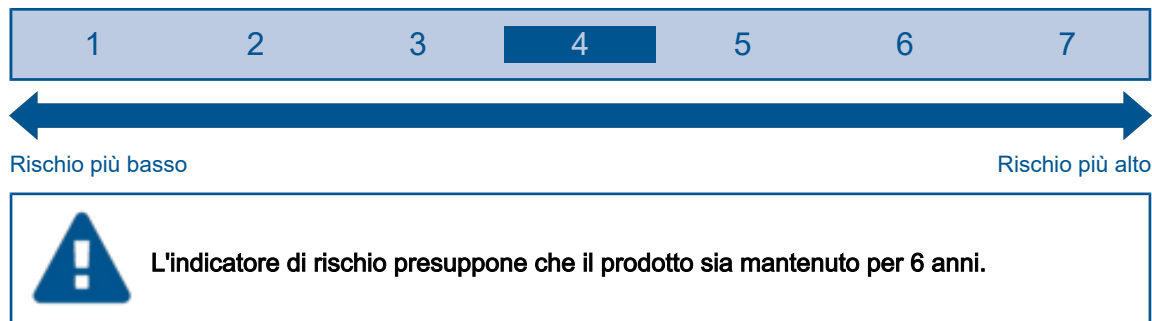 1 2 3 4 5 6 7
Rischio più basso Rischio più alto
L'indicatore di rischio presuppone che il prodotto sia mantenuto per 6 anni.